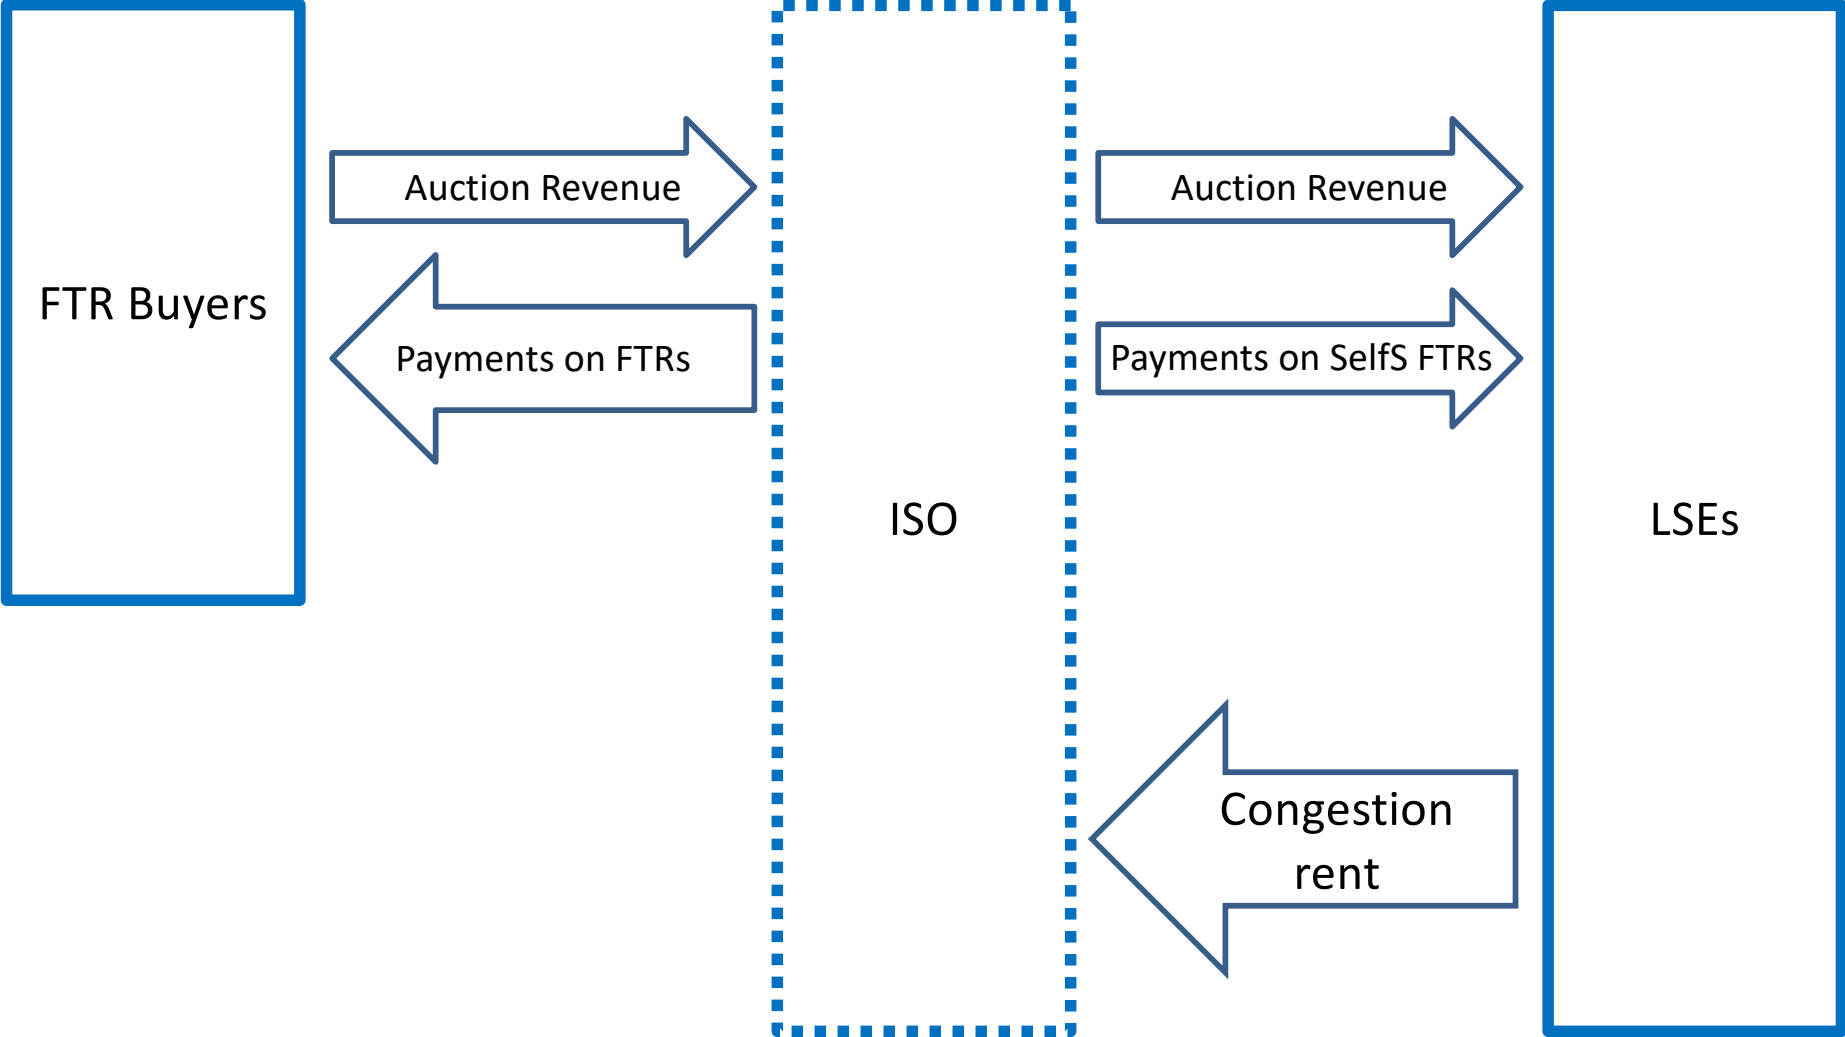 Auction Revenue
Auction Revenue
FTR Buyers
Payments on FTRs
Payments on SelfS FTRs
ISO
LSEs
Congestion
rent